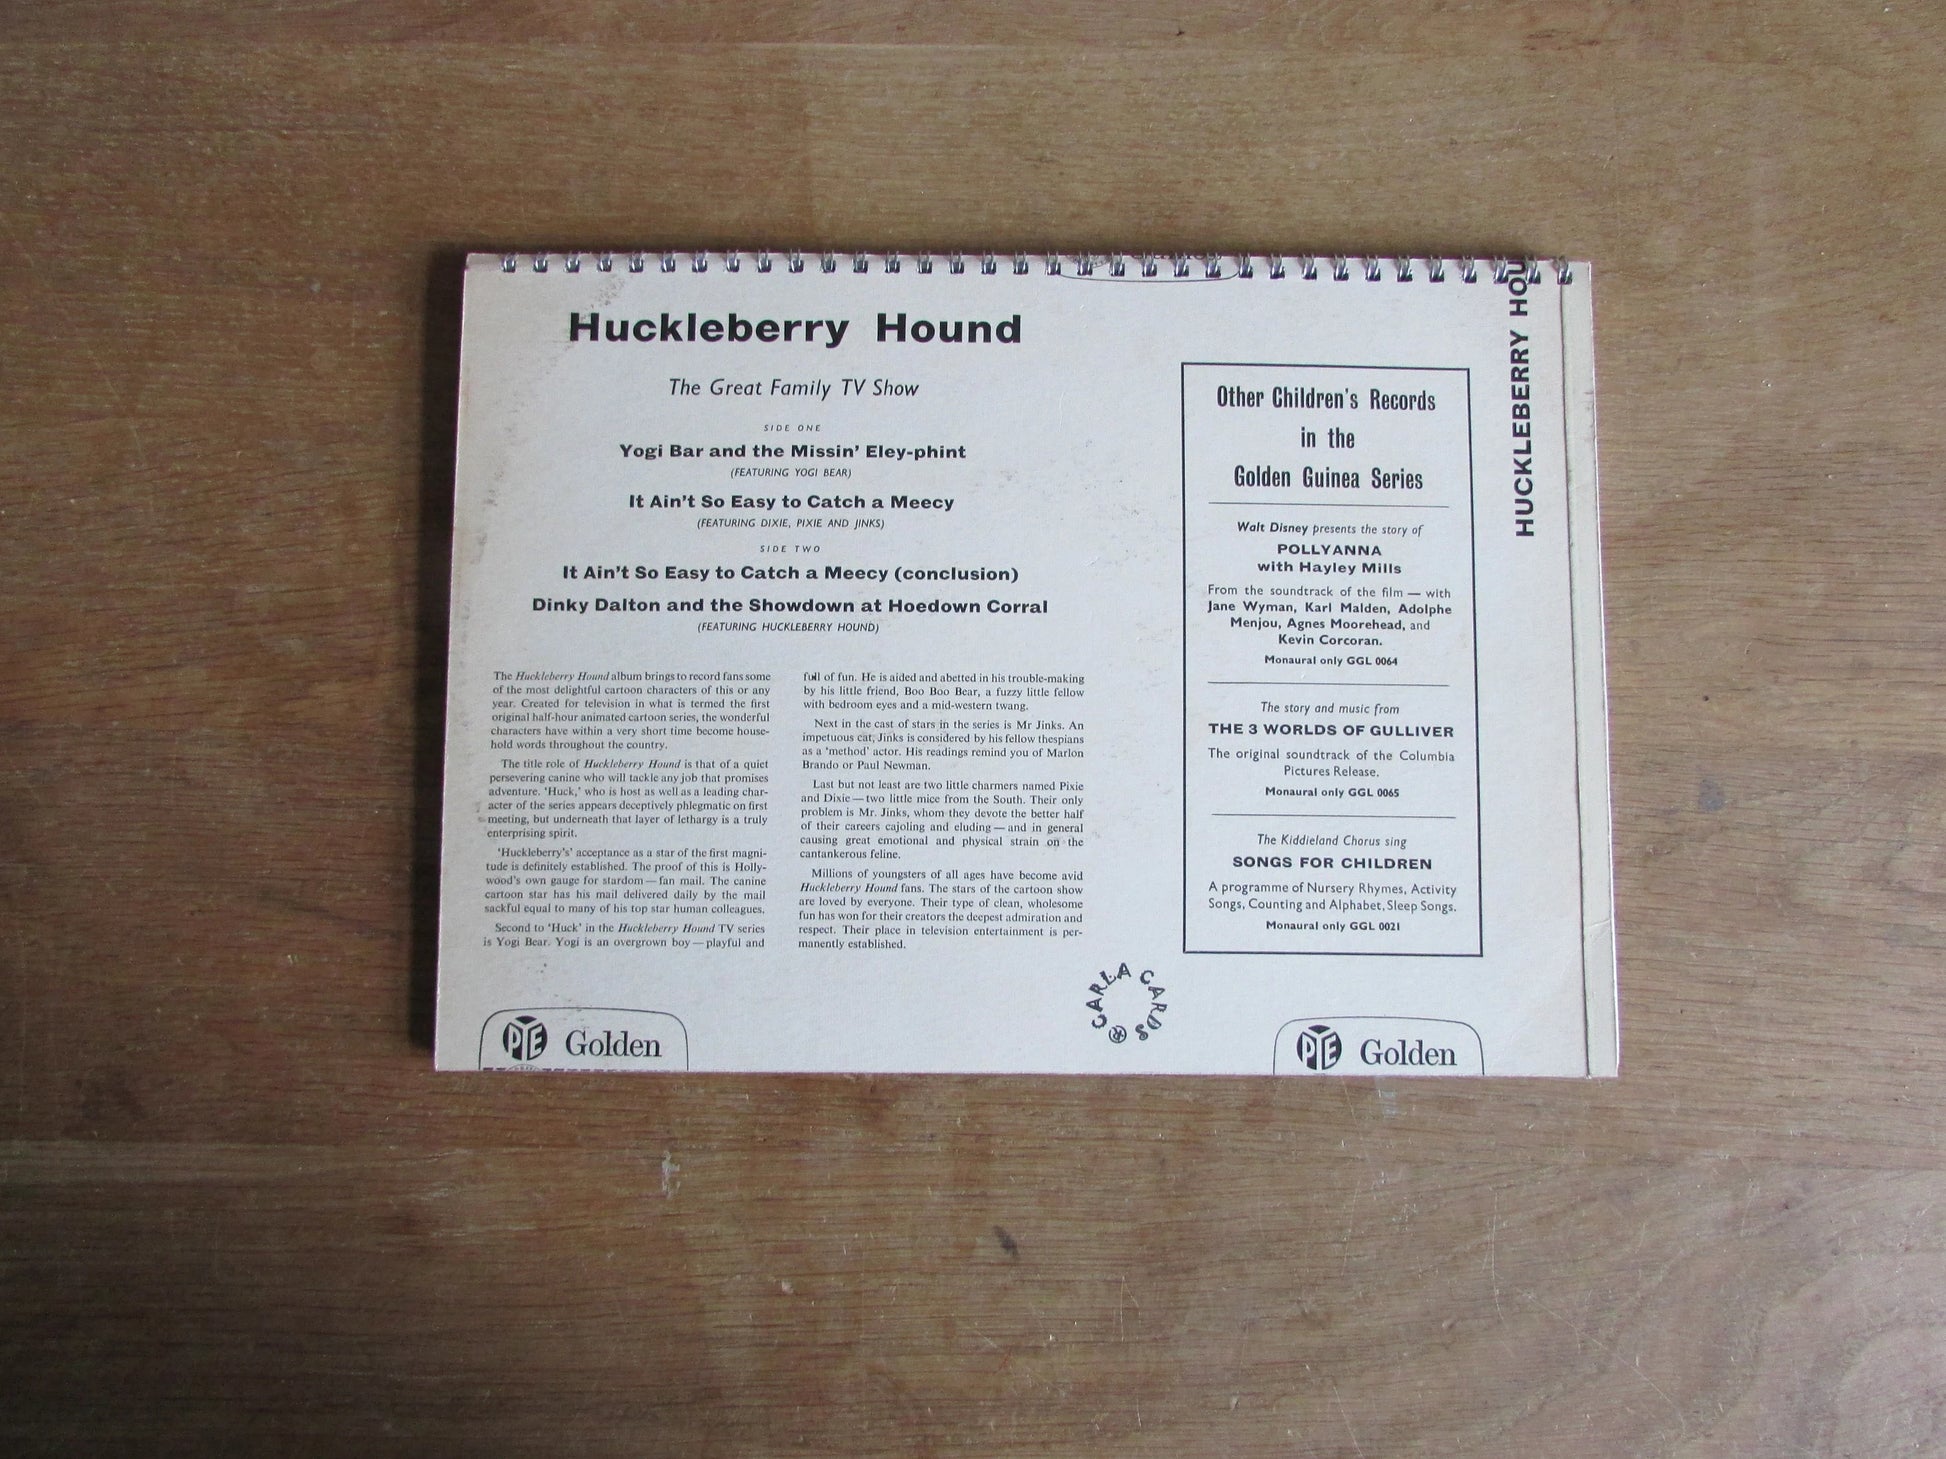 Huckleberry Hound
The Great Family TV Show
SIDE ONE
Yogi Bar and the Missin' Eley-phint
(FEATURING YOGI BEAR)
It Ain't So Easy to Catch a Meecy
(FEATURING DIXIE, PIXIE AND JINKS)
SIDE TWO
It Ain't So Easy to Catch a Meecy (conclusion)
Dinky Dalton and the Showdown at Hoedown Corral
(FEATURING HUCKLEBERRY HOUND)
The Huckleberry Hound album brings to record fans some
of the most delightful cartoon characters of this or any
year. Created for television in what is termed the first
original half-hour animated cartoon series, the wonderful
characters have within a very short time become house-
hold words throughout the country.
The title role of Huckleberry Hound is that of a quiet
persevering canine who will tackle any job that promises
adventure. 'Huck,' who is host as well as a leading char-
acter of the series appears deceptively phlegmatic on first
meeting, but underneath that layer of lethargy is a truly
enterprising spirit.
'Huckleberry's' acceptance as a star of the first magni-
tude is definitely established. The proof of this is Holly-
wood's own gauge for stardom — fan mail. The canine
cartoon star has his mail delivered daily by the mail
sackful equal to many of his top star human colleagues.
Second to 'Huck' in the Huckleberry Hound TV series
is Yogi Bear. Yogi is an overgrown boy — playful and
full of fun. He is aided and abetted in his trouble-making
by his little friend, Boo Boo Bear, a fuzzy little fellow
with bedroom eyes and a mid-western twang.
Next in the cast of stars in the series is Mr Jinks. An
impetuous cat, Jinks is considered by his fellow thespians
as a 'method' actor. His readings remind you of Marlon
Brando or Paul Newman.
Last but not least are two little charmers named Pixie
and Dixie — two little mice from the South. Their only
problem is Mr. Jinks, whom they devote the better half
of their careers cajoling and eluding — and in general
causing great emotional and physical strain on the
cantankerous feline.
Millions of youngsters of all ages have become avid
Huckleberry Hound fans. The stars of the cartoon show
are loved by everyone. Their type of clean, wholesome
fun has won for their creators the deepest admiration and
respect. Their place in television entertainment is per-
manently established.
Other Children's Records
in the
Golden Guinea Series
Walt Disney presents the story of
POLLYANNA
with Hayley Mills
From the soundtrack of the film — with
Jane Wyman, Karl Malden, Adolphe
Menjou, Agnes Moorehead, and
Kevin Corcoran.
Monaural only GGL 0064
The story and music from
THE 3 WORLDS OF GULLIVER
The original soundtrack of the Columbia
Pictures Release.
Monaural only GGL 0065
The Kiddieland Chorus sing
SONGS FOR CHILDREN
A programme of Nursery Rhymes, Activity
Songs, Counting and Alphabet, Sleep Songs.
Monaural only GGL 0021
HUCKLEBERRY HOU
CARLA CARDS
PYE Golden
PYE Golden